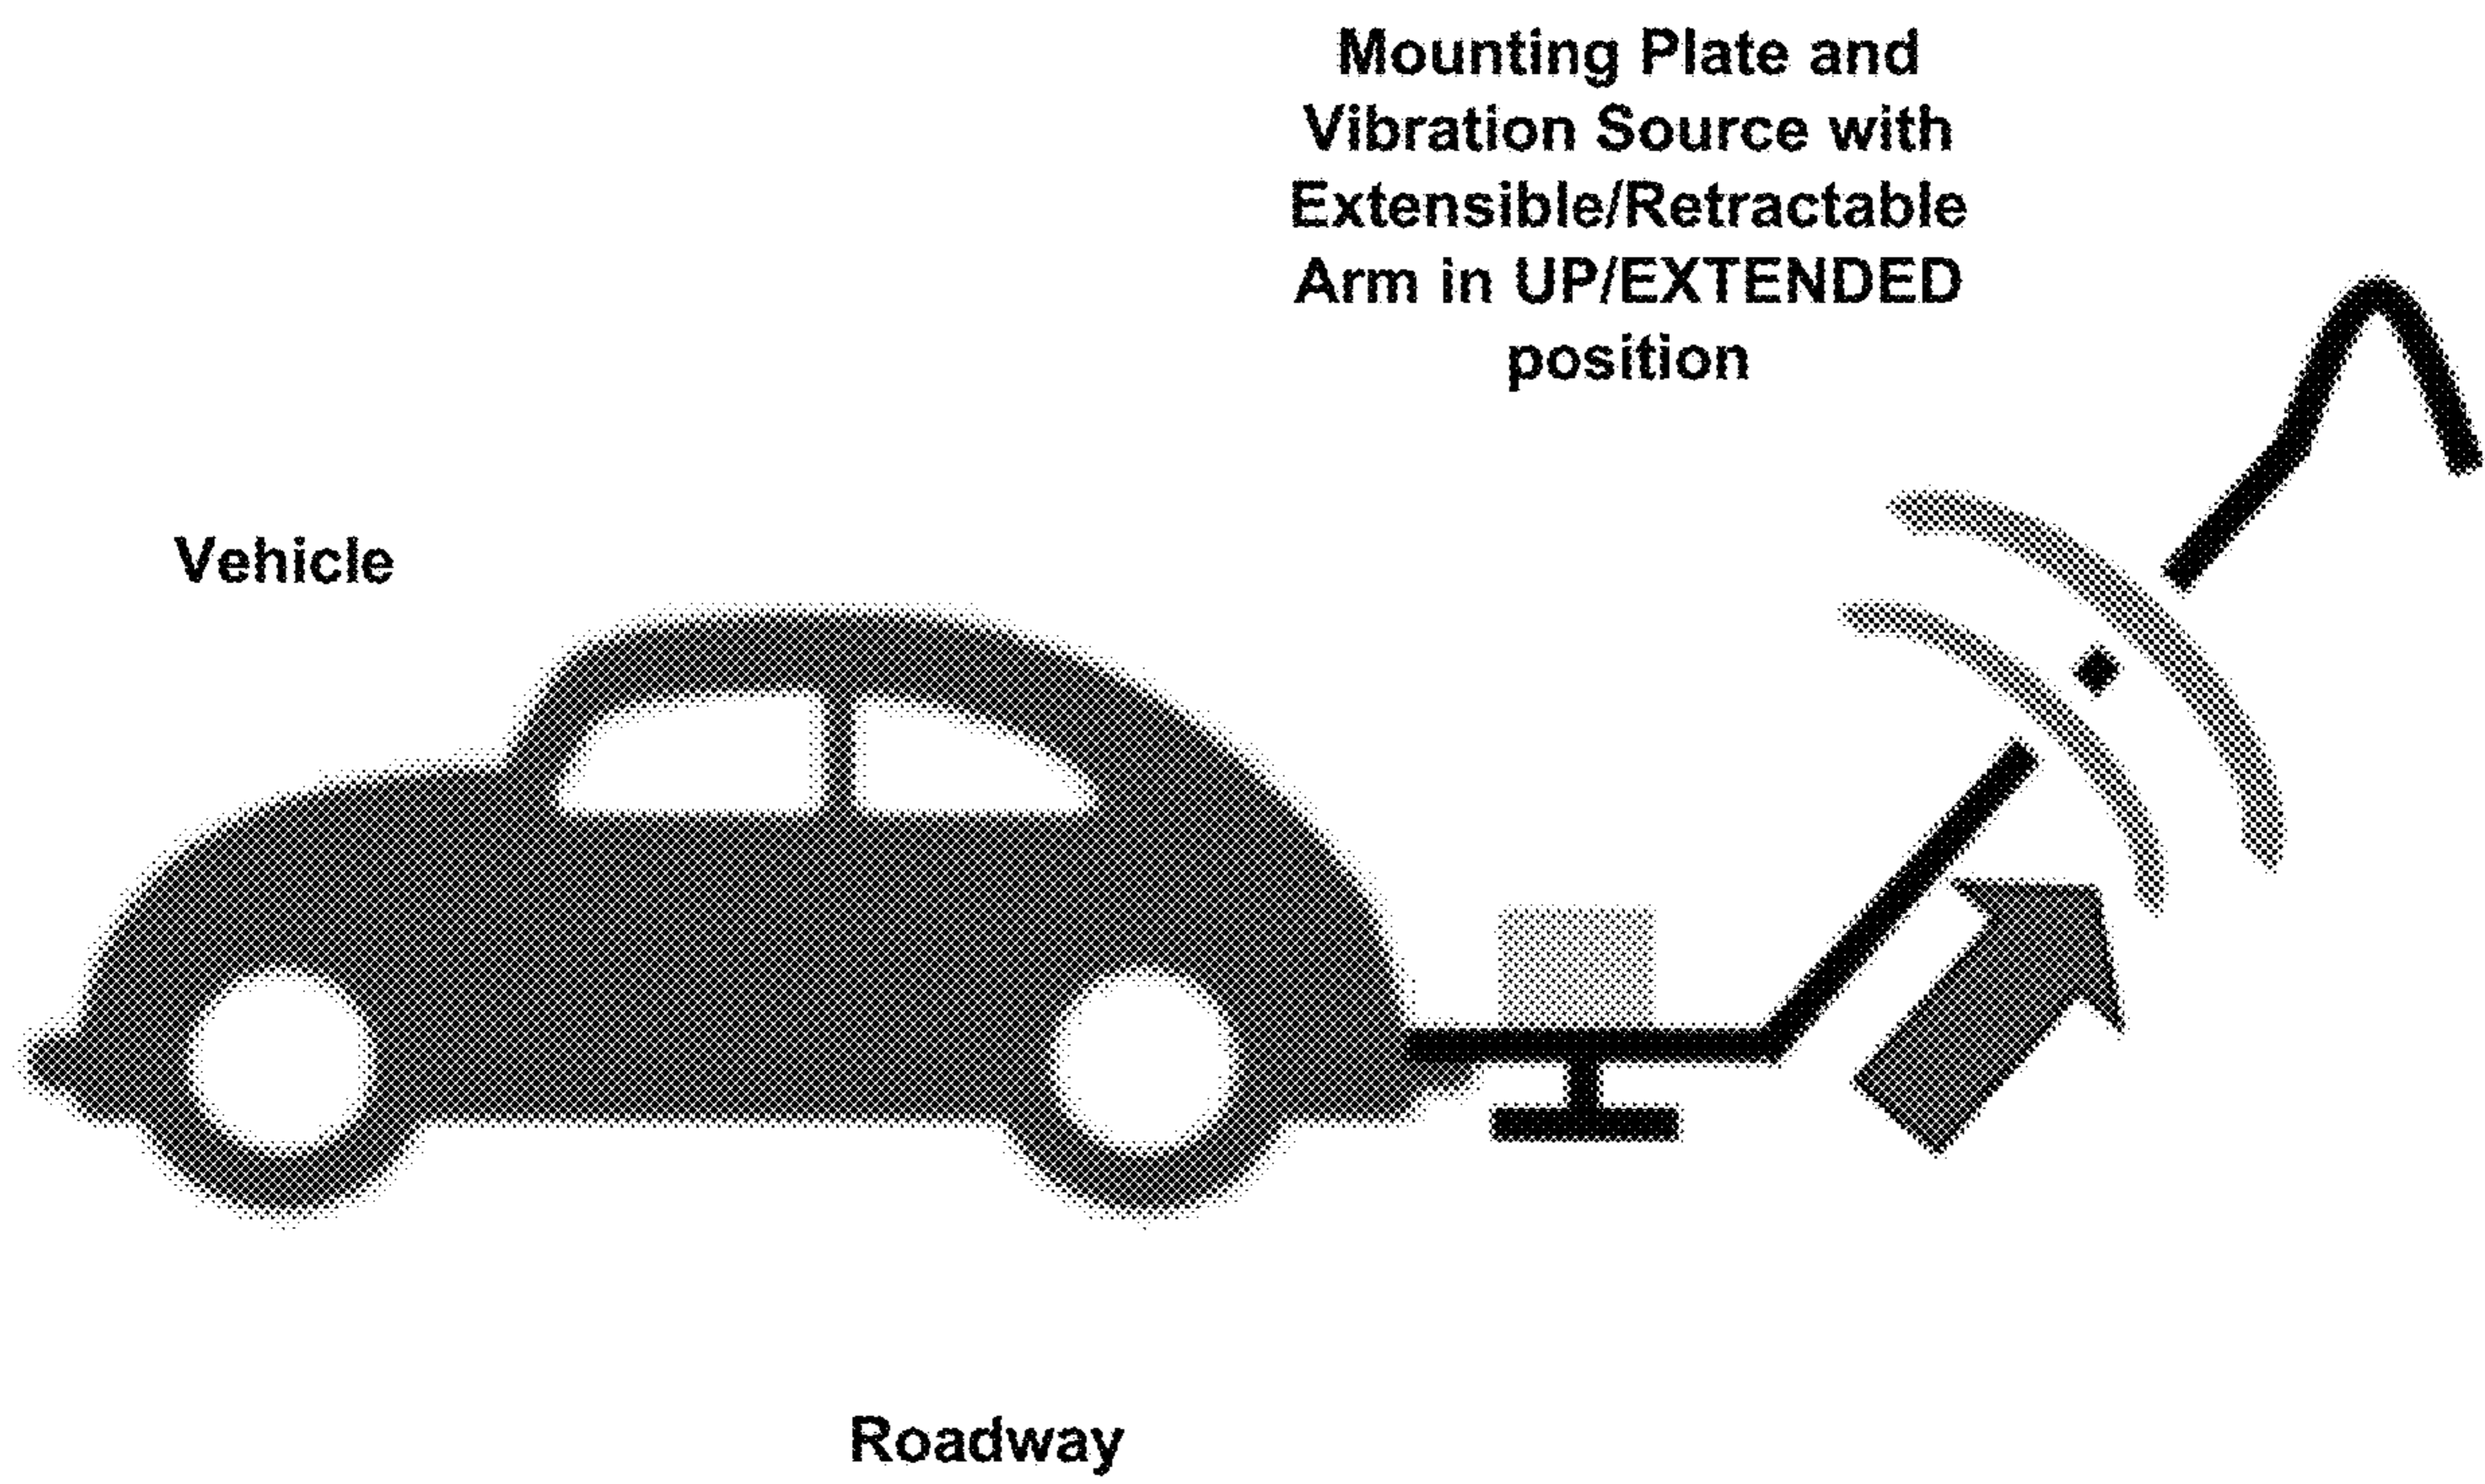 Mounting Plate and
Vibration Source with
Extensible/Retractable
Arm in UP/EXTENDED
position
Vehicle
Roadway